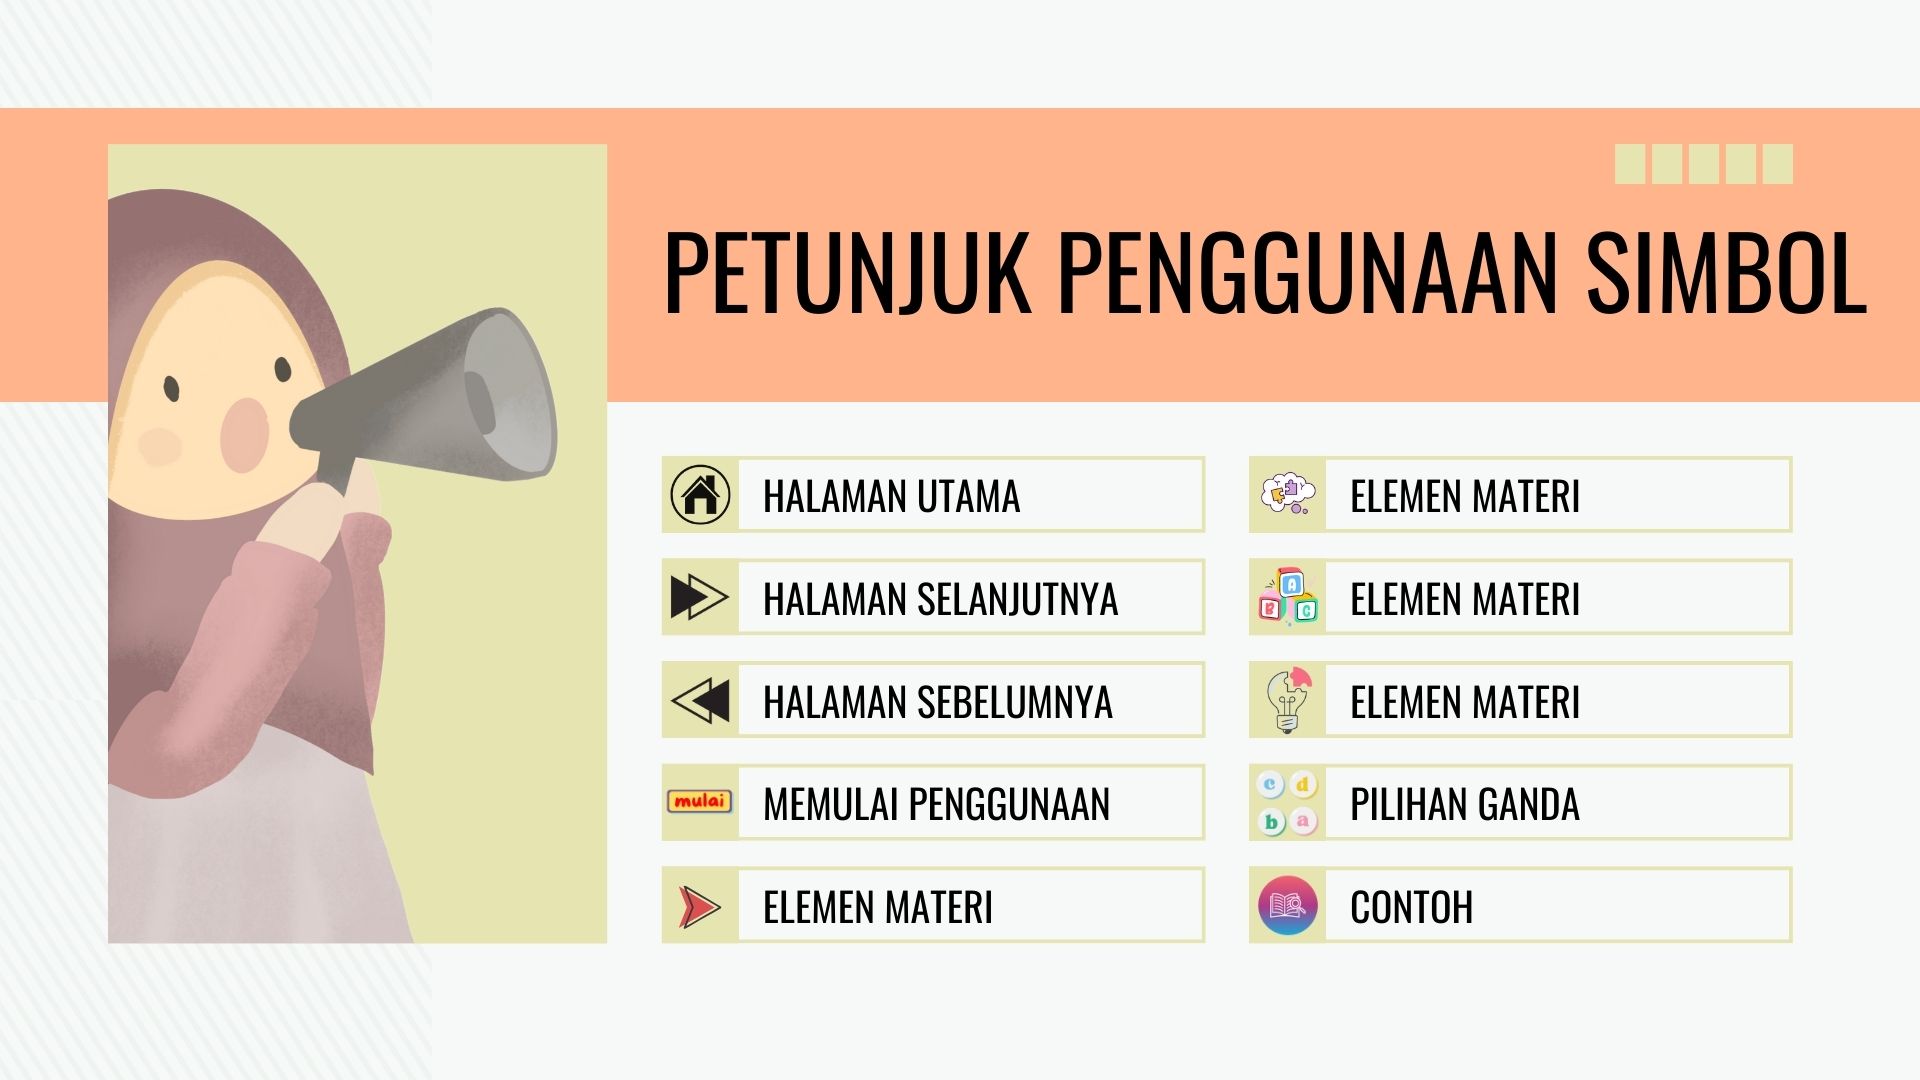 PETUNJUK PENGGUNAAN SIMBOL
HALAMAN UTAMA
HALAMAN SELANJUTNYA
HALAMAN SEBELUMNYA
mulai
MEMULAI PENGGUNAAN
ELEMEN MATERI
ELEMEN MATERI
A
B C
ELEMEN MATERI
ELEMEN MATERI
c d
b a
PILIHAN GANDA
CONTOH